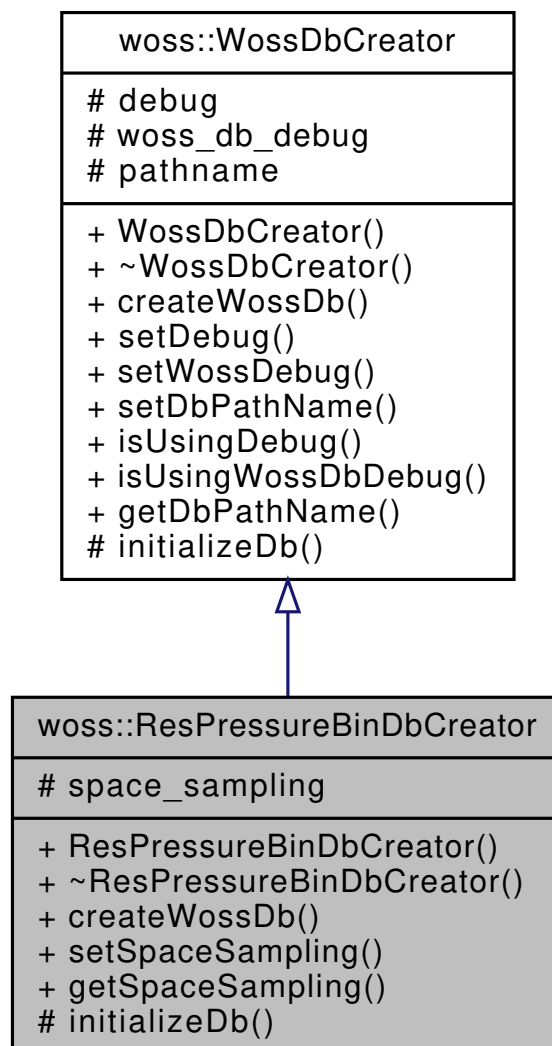 woss::WossDbCreator
# debug
# woss_db_debug
# pathname
+ WossDbCreator()
+ ~WossDbCreator()
+ createWossDb()
+ setDebug()
+ setWossDebug()
+ setDbPathName()
+ isUsingDebug()
+ isUsingWossDbDebug()
+ getDbPathName()
# initializeDb()
woss::ResPressureBinDbCreator
# space_sampling
+ ResPressureBinDbCreator()
+ ~ResPressureBinDbCreator()
+ createWossDb()
+ setSpaceSampling()
+ getSpaceSampling()
# initializeDb()